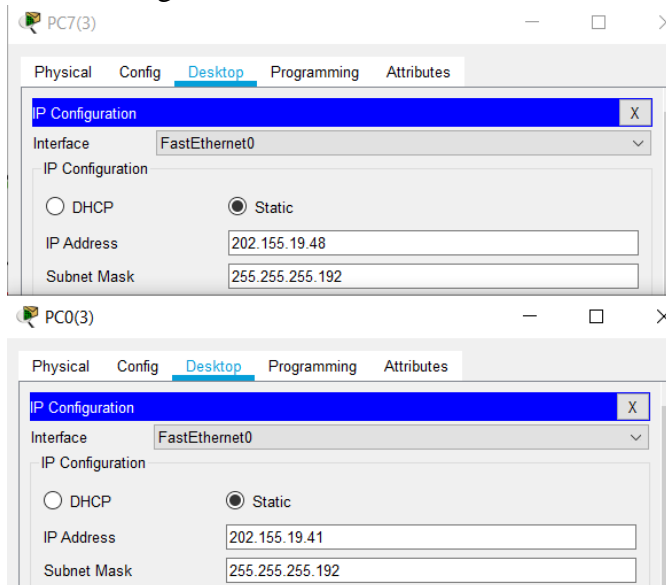 PC7(3)
Physical Config Desktop Programming Attributes
IP Configuration X
Interface FastEthernet0
IP Configuration
DHCP Static
IP Address 202.155.19.48
Subnet Mask 255.255.255.192
PC0(3)
Physical Config Desktop Programming Attributes
IP Configuration X
Interface FastEthernet0
IP Configuration
DHCP Static
IP Address 202.155.19.41
Subnet Mask 255.255.255.192